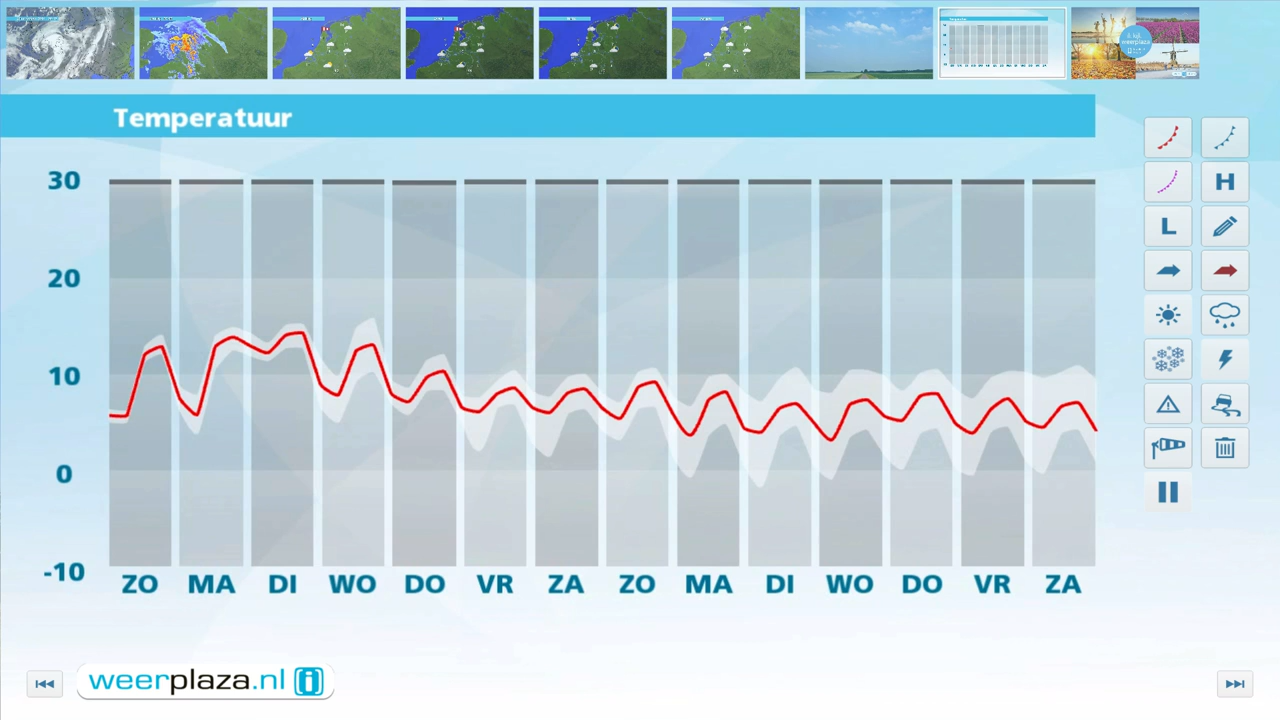 Temperatuur
30
20
10
0
-10
ZO MA DI WO DO VR ZA ZO MA DI WO DO VR ZA
H
L
weerplaza.nl [i]